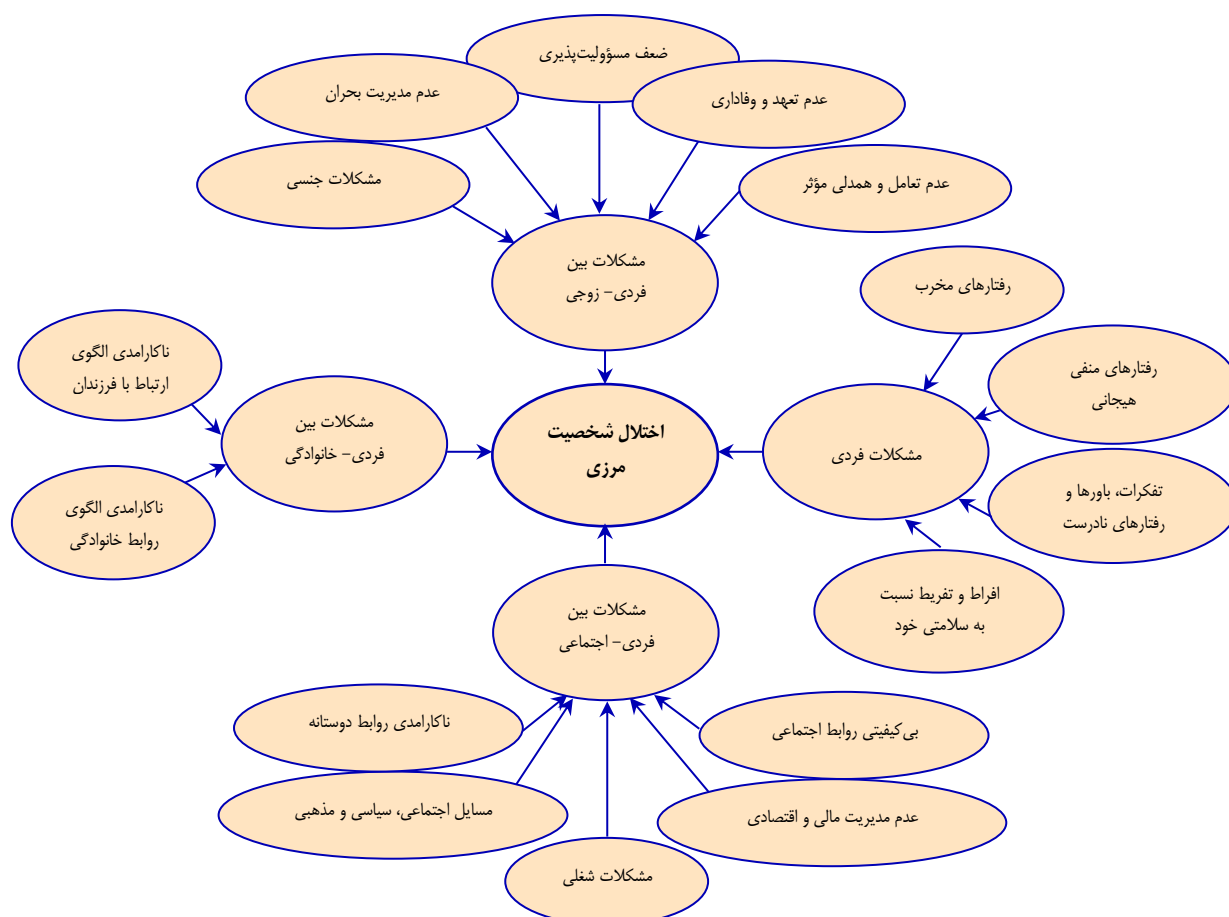 ضعف مسؤولیت‌پذیری
عدم مدیریت بحران
عدم تعهد و وفاداری
مشکلات جنسی
عدم تعامل و همدلی مؤثر
مشکلات بین
فردی- زوجی
رفتارهای مخرب
ناکارامدی الگوی
ارتباط با فرزندان
رفتارهای منفی
هیجانی
مشکلات بین
فردی- خانوادگی
اختلال شخصیت
مرزی
مشکلات فردی
ناکارامدی الگوی
روابط خانوادگی
تفکرات، باورها و
رفتارهای نادرست
افراط و تفریط نسبت
به سلامتی خود
مشکلات بین
فردی- اجتماعی
ناکارامدی روابط دوستانه
بی‌کیفیتی روابط اجتماعی
مسایل اجتماعی، سیاسی و مذهبی
عدم مدیریت مالی و اقتصادی
مشکلات شغلی